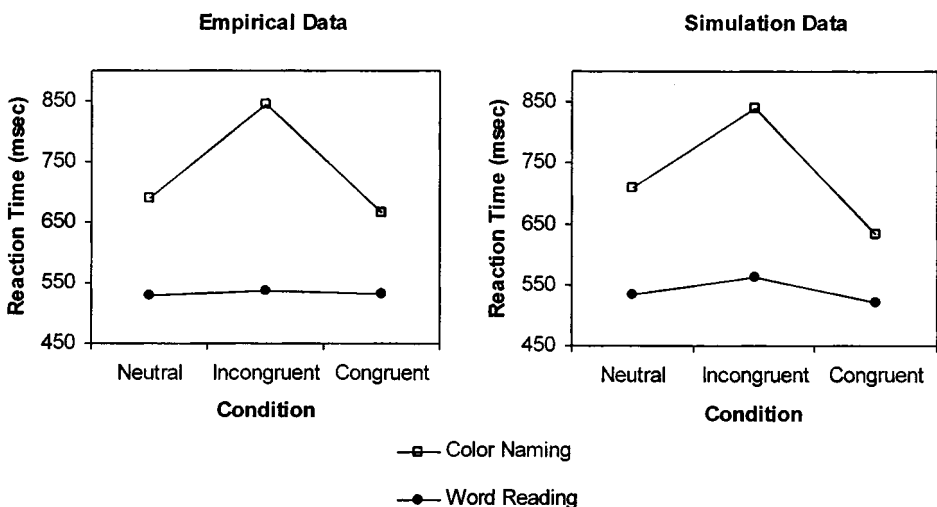 Empirical Data
Reaction Time (msec)
850
750
650
550
450
Neutral Incongruent Congruent
Condition
Simulation Data
Reaction Time (msec)
850
750
650
550
450
Neutral Incongruent Congruent
Condition
Color Naming
Word Reading